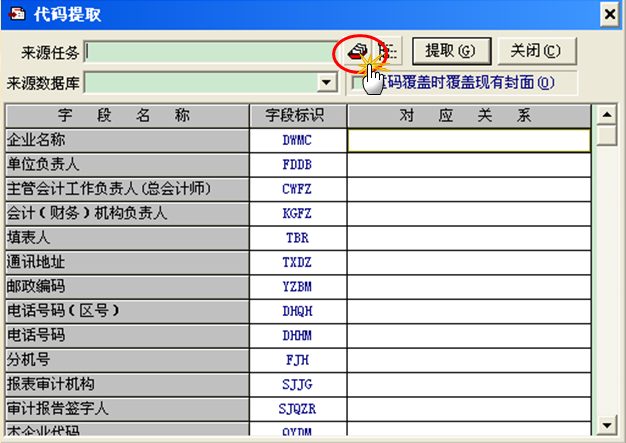 代码提取
来源任务 提取(G) 关闭(C)
来源数据库 码覆盖时覆盖现有封面(O)
字 段 名 称 字段标识 对 应 关 系
企业名称 DWMC
单位负责人 FDDB
主管会计工作负责人(总会计师) CWFZ
会计(财务)机构负责人 KGFZ
填表人 TBR
通讯地址 TXDZ
邮政编码 YZBM
电话号码(区号) DHQH
电话号码 DHHM
分机号 FJH
报表审计机构 SJJG
审计报告签字人 SJQZR
本企业代码 QYDM